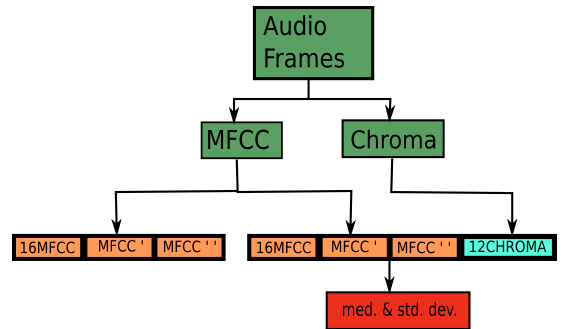 Audio
Frames
MFCC
Chroma
16MFCC MFCC ' MFCC ' '
16MFCC MFCC ' MFCC ' ' 12CHROMA
med. & std. dev.